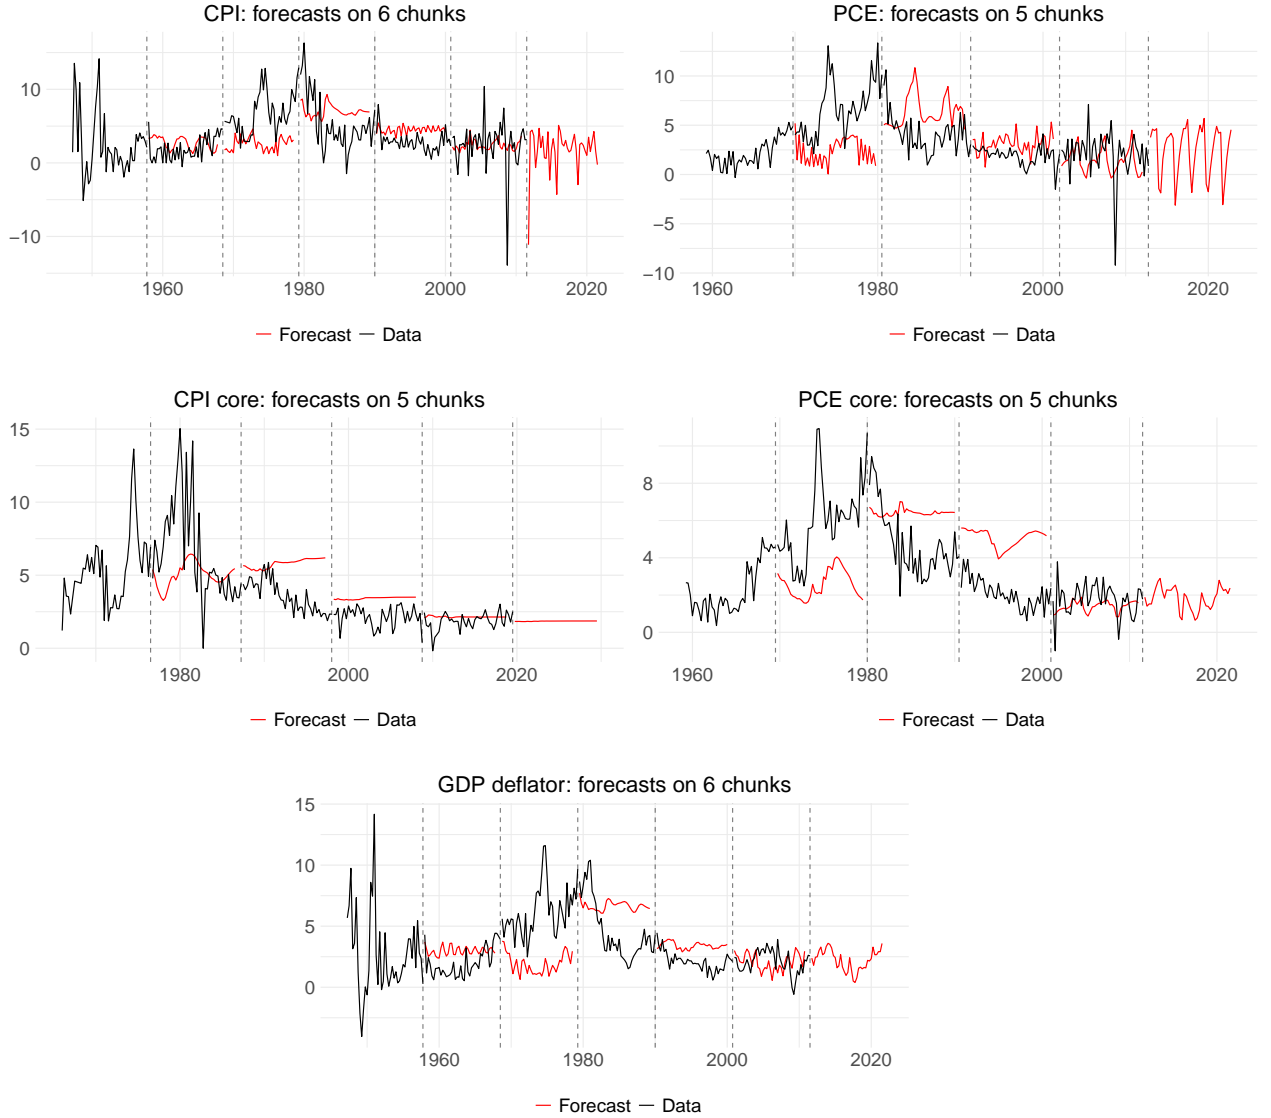 CPI: forecasts on 6 chunks
10
0
−10
1960 1980 2000 2020
Forecast Data
PCE: forecasts on 5 chunks
10
5
0
−5
−10
1960 1980 2000 2020
Forecast Data
CPI core: forecasts on 5 chunks
15
10
5
0
1980 2000 2020
Forecast Data
PCE core: forecasts on 5 chunks
8
4
0
1960 1980 2000 2020
Forecast Data
GDP deflator: forecasts on 6 chunks
15
10
5
0
1960 1980 2000 2020
Forecast Data